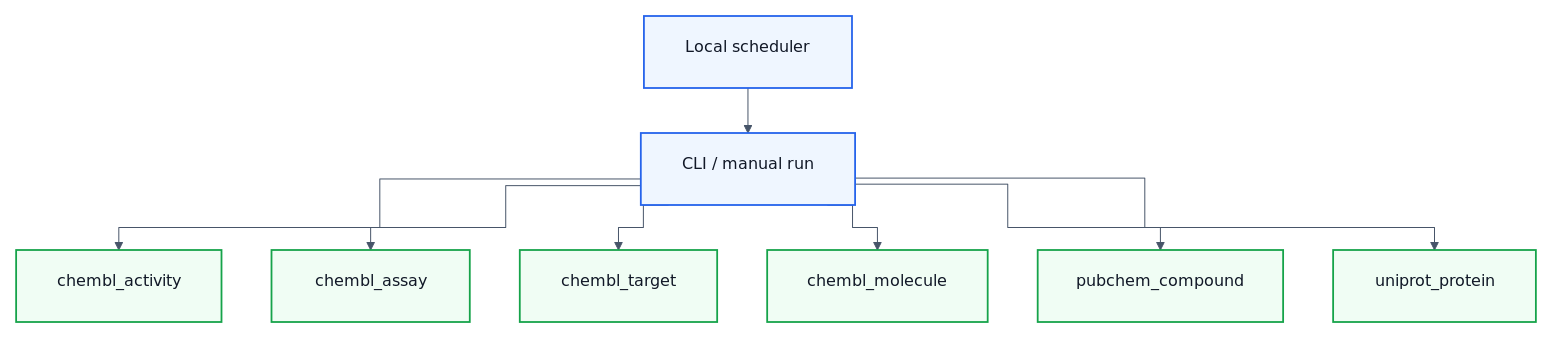 Local scheduler
CLI / manual run
chembl_activity
chembl_assay
chembl_target
chembl_molecule
pubchem_compound
uniprot_protein